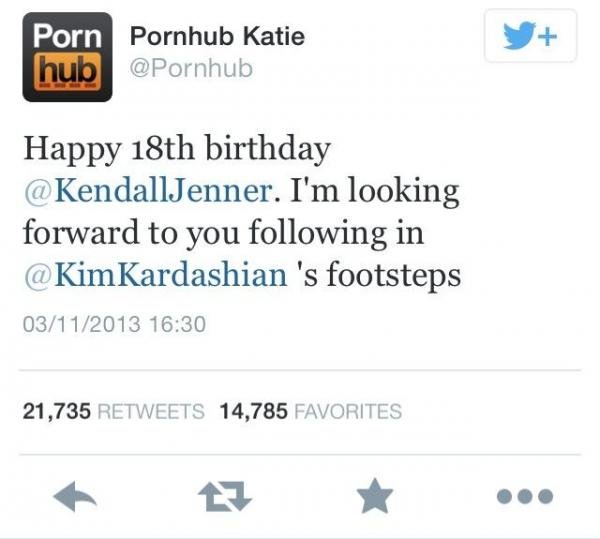 Porn
hub
Pornhub Katie
@Pornhub
+
Happy 18th birthday
@KendallJenner. I'm looking
forward to you following in
@KimKardashian 's footsteps
03/11/2013 16:30
21,735 RETWEETS 14,785 FAVORITES